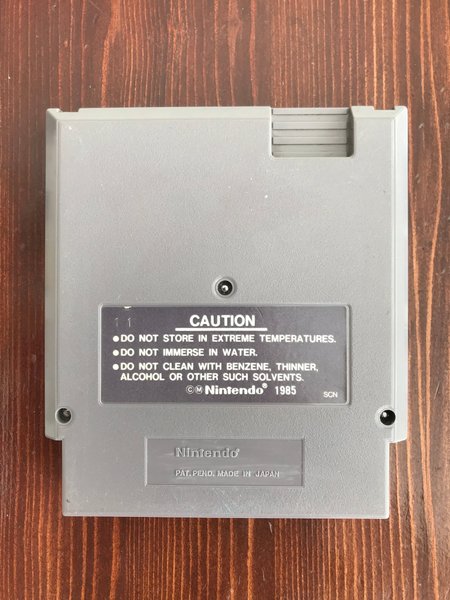 11
CAUTION
●DO NOT STORE IN EXTREME TEMPERATURES.
●DO NOT IMMERSE IN WATER.
●DO NOT CLEAN WITH BENZENE, THINNER,
ALCOHOL OR OTHER SUCH SOLVENTS.
©Ⓜ Nintendo® 1985
SCN
Nintendo®
PAT. PEND. MADE IN JAPAN